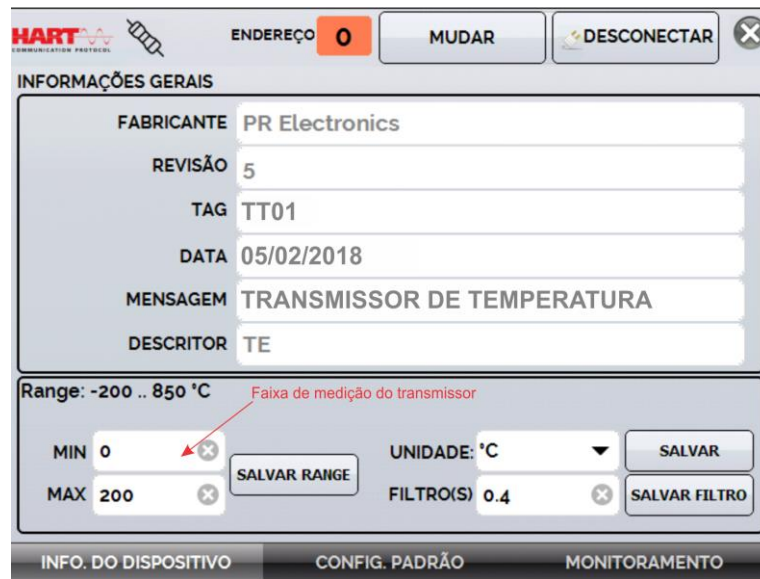 HART
COMMUNICATION PROTOCOL
ENDEREÇO 0 MUDAR DESCONECTAR
INFORMAÇÕES GERAIS
FABRICANTE PR Electronics
REVISÃO 5
TAG TT01
DATA 05/02/2018
MENSAGEM TRANSMISSOR DE TEMPERATURA
DESCRITOR TE
Range: -200 .. 850 °C Faixa de medição do transmissor
MIN 0 UNIDADE: °C SALVAR
SALVAR RANGE
MAX 200 FILTRO(S) 0.4 SALVAR FILTRO
INFO. DO DISPOSITIVO CONFIG. PADRÃO MONITORAMENTO